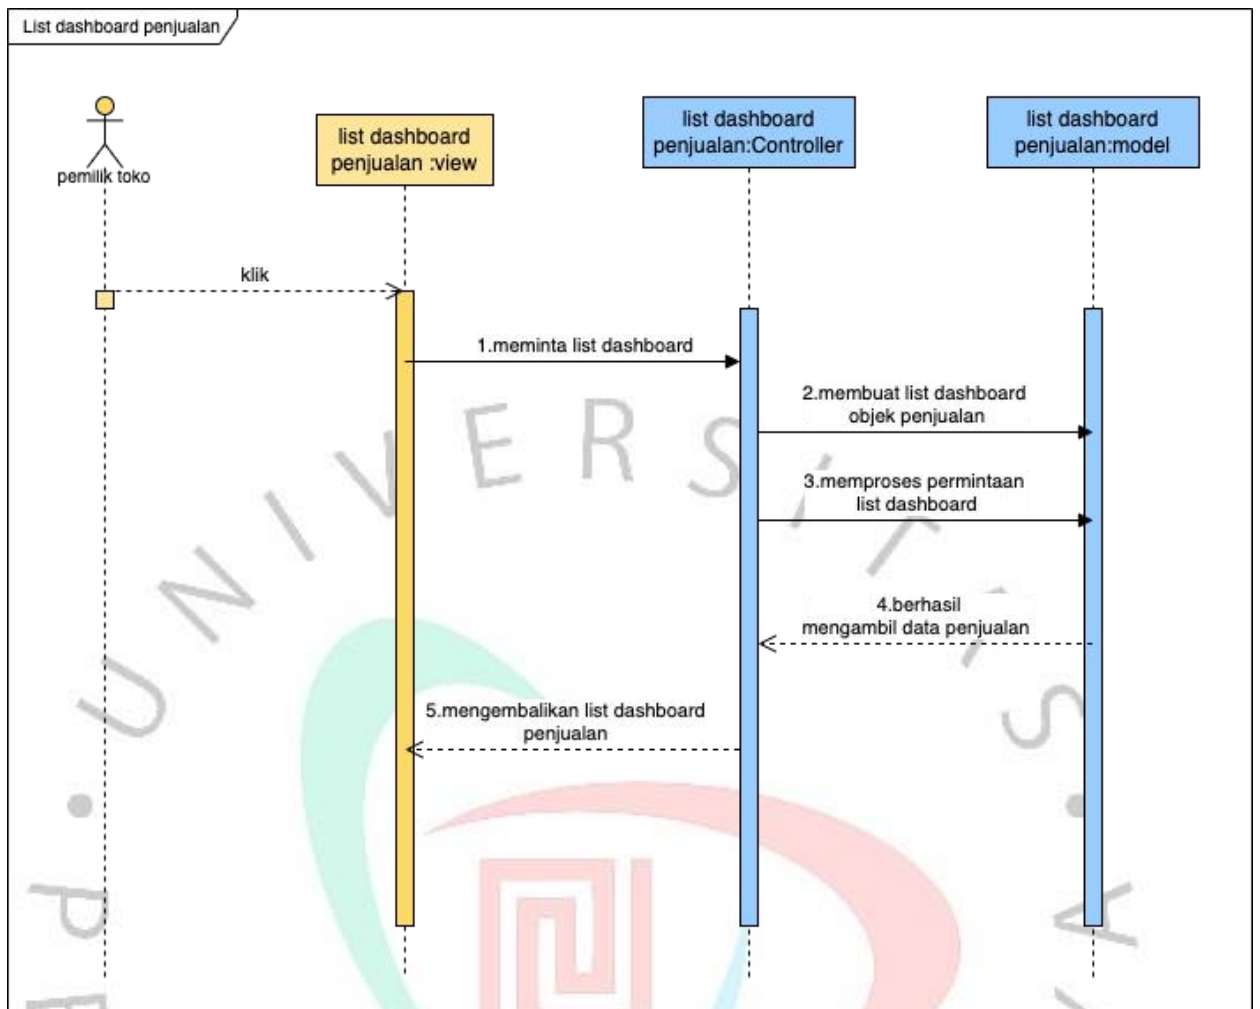 List dashboard penjualan
pemilik toko
list dashboard
penjualan :view
list dashboard
penjualan:Controller
list dashboard
penjualan:model
klik
1.meminta list dashboard
2.membuat list dashboard
objek penjualan
3.memproses permintaan
list dashboard
4.berhasil
mengambil data penjualan
5.mengembalikan list dashboard
penjualan
UNIVERSITAS